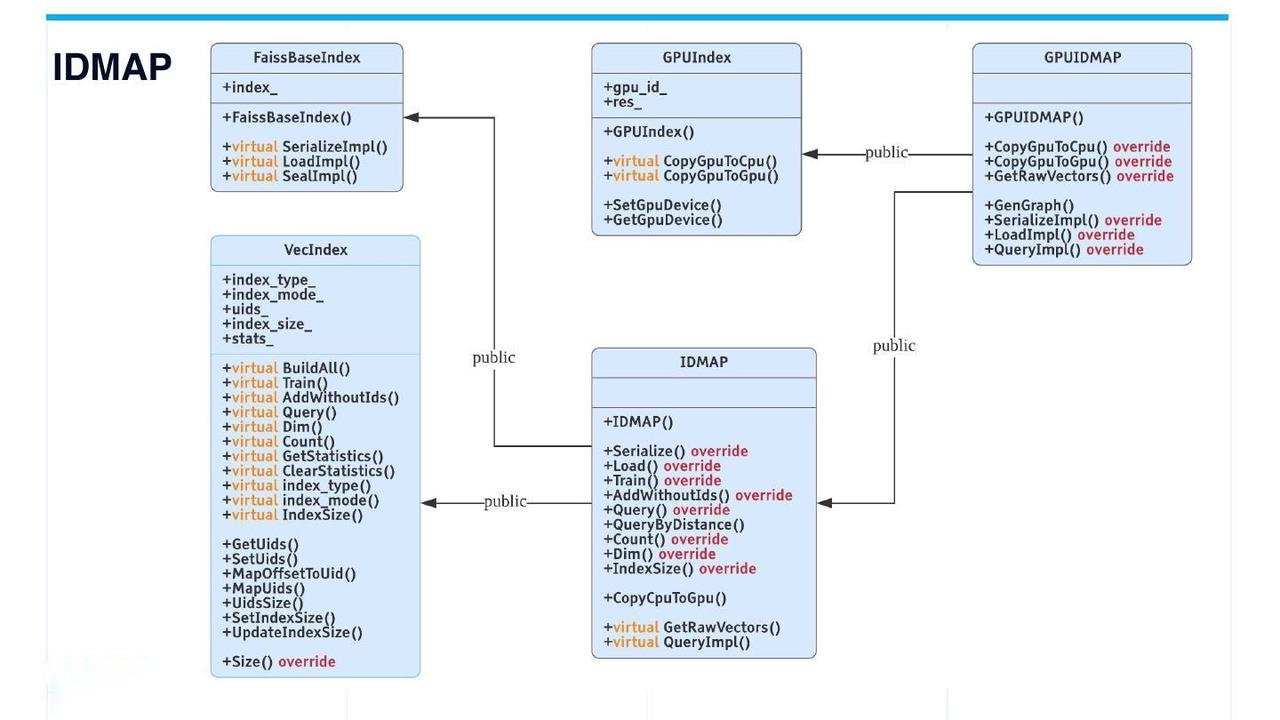 IDMAP
FaissBaseIndex
+index_
+FaissBaseIndex()
+virtual SerializeImpl()
+virtual LoadImpl()
+virtual SealImpl()
GPUIndex
+gpu_id_
+res_
+GPUIndex()
+virtual CopyGpuToCpu()
+virtual CopyGpuToGpu()
+SetGpuDevice()
+GetGpuDevice()
GPUIDMAP
+GPUIDMAP()
+CopyGpuToCpu() override
+CopyGpuToGpu() override
+GetRawVectors() override
+GenGraph()
+SerializeImpl() override
+LoadImpl() override
+QueryImpl() override
public
public
public
public
VecIndex
+index_type_
+index_mode_
+uids_
+index_size_
+stats_
+virtual BuildAll()
+virtual Train()
+virtual AddWithoutIds()
+virtual Query()
+virtual Dim()
+virtual Count()
+virtual GetStatistics()
+virtual ClearStatistics()
+virtual index_type()
+virtual index_mode()
+virtual IndexSize()
+GetUids()
+SetUids()
+MapOffsetToUid()
+MapUids()
+UidsSize()
+SetIndexSize()
+UpdateIndexSize()
+Size() override
IDMAP
+IDMAP()
+Serialize() override
+Load() override
+Train() override
+AddWithoutIds() override
+Query() override
+QueryByDistance()
+Count() override
+Dim() override
+IndexSize() override
+CopyCpuToGpu()
+virtual GetRawVectors()
+virtual QueryImpl()